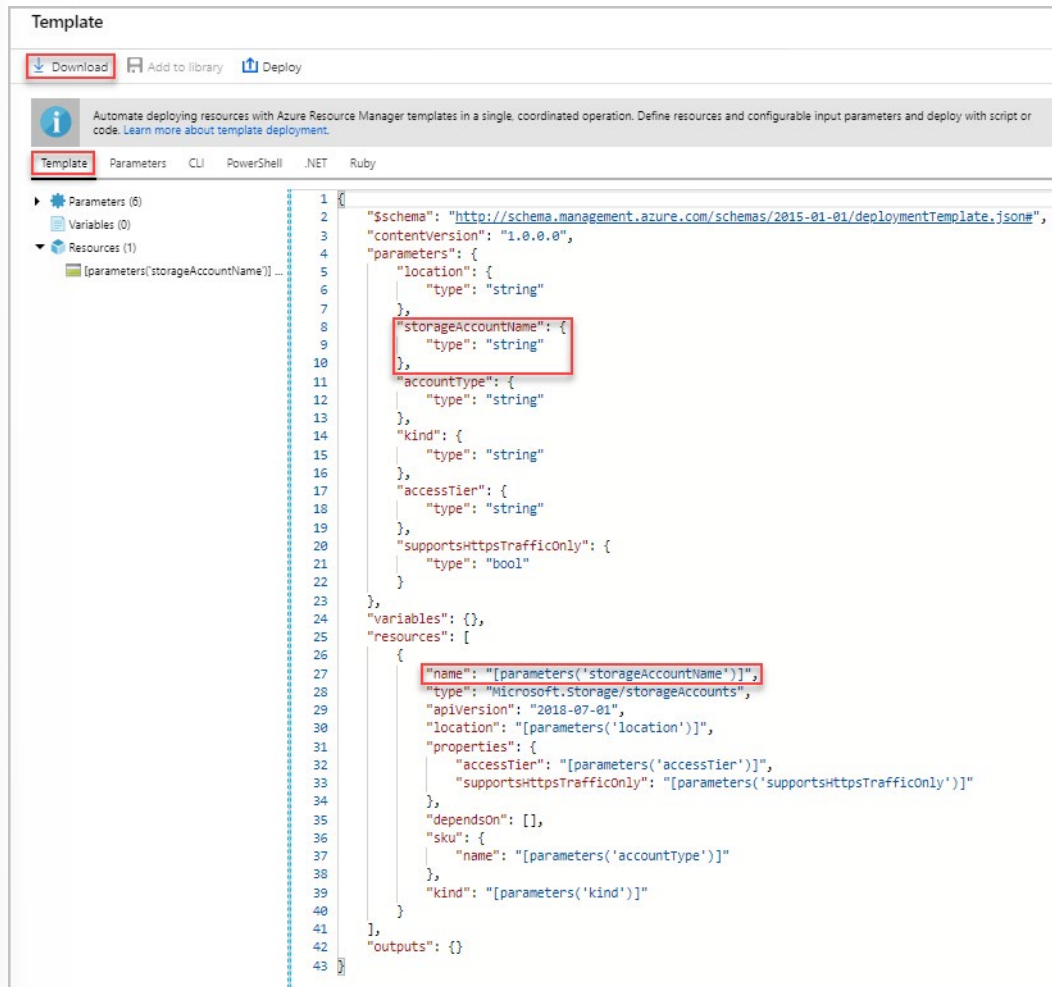 Template
Download Add to library Deploy
Automate deploying resources with Azure Resource Manager templates in a single, coordinated operation. Define resources and configurable input parameters and deploy with script or
code. Learn more about template deployment.
Template Parameters CLI PowerShell .NET Ruby
Parameters (6)
Variables (0)
Resources (1)
[parameters('storageAccountName')] ...
1 {
2 "$schema": "http://schema.management.azure.com/schemas/2015-01-01/deploymentTemplate.json#",
3 "contentVersion": "1.0.0.0",
4 "parameters": {
5 "location": {
6 "type": "string"
7 },
8 "storageAccountName": {
9 "type": "string"
10 },
11 "accountType": {
12 "type": "string"
13 },
14 "kind": {
15 "type": "string"
16 },
17 "accessTier": {
18 "type": "string"
19 },
20 "supportsHttpsTrafficOnly": {
21 "type": "bool"
22 }
23 },
24 "variables": {},
25 "resources": [
26 {
27 "name": "[parameters('storageAccountName')]",
28 "type": "Microsoft.Storage/storageAccounts",
29 "apiVersion": "2018-07-01",
30 "location": "[parameters('location')]",
31 "properties": {
32 "accessTier": "[parameters('accessTier')]",
33 "supportsHttpsTrafficOnly": "[parameters('supportsHttpsTrafficOnly')]"
34 },
35 "dependsOn": [],
36 "sku": {
37 "name": "[parameters('accountType')]"
38 },
39 "kind": "[parameters('kind')]"
40 }
41 ],
42 "outputs": {}
43 }